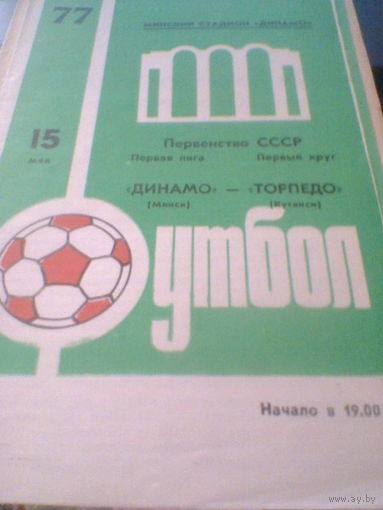 77
МИНСКИЙ СТАДИОН «ДИНАМО»
15
мая
Первенство СССР
Первая лига Первый круг
«ДИНАМО» — «ТОРПЕДО»
(Минск) (Кутаиси)
футбол
Начало в 19.00
www.ay.by